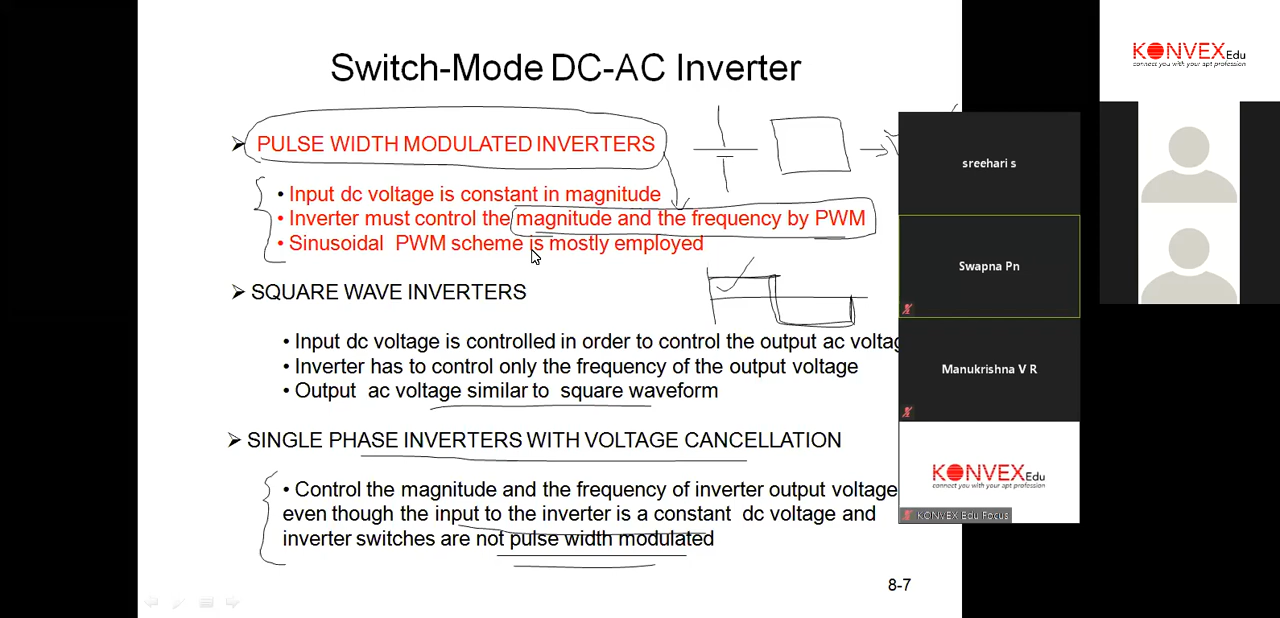 Switch-Mode DC-AC Inverter
➢ PULSE WIDTH MODULATED INVERTERS
• Input dc voltage is constant in magnitude
• Inverter must control the magnitude and the frequency by PWM
• Sinusoidal PWM scheme is mostly employed
➢ SQUARE WAVE INVERTERS
• Input dc voltage is controlled in order to control the output ac
• Inverter has to control only the frequency of the output voltage
• Output ac voltage similar to square waveform
➢ SINGLE PHASE INVERTERS WITH VOLTAGE CANCELLATION
• Control the magnitude and the frequency of inverter output voltage
even though the input to the inverter is a constant dc voltage and
inverter switches are not pulse width modulated
8-7
sreehari s
Swapna Pn
Manukrishna V R
KONVEX Edu
connect you with your apt profession
KONVEX Edu Focus
KONVEX Edu
connect you with your apt profession